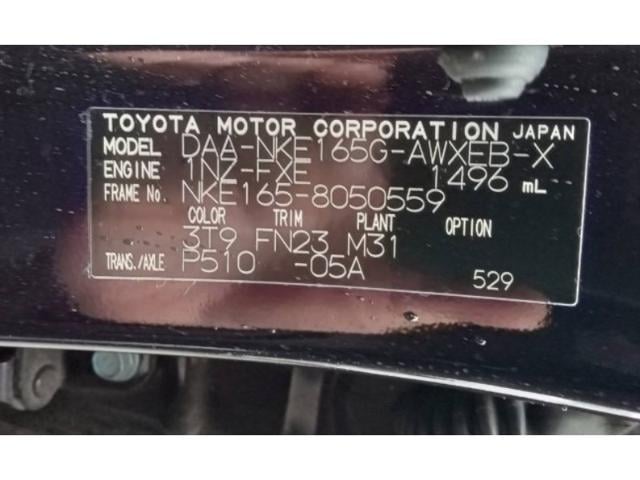 TOYOTA MOTOR CORPORATION JAPAN
MODEL DAA-NKE165G-AWXEB-X
ENGINE 1NZ-FXE 1496 mL
FRAME No. NKE165-8050559
COLOR TRIM PLANT OPTION
3T9 FN23 M31
TRANS./AXLE P510 -05A 529